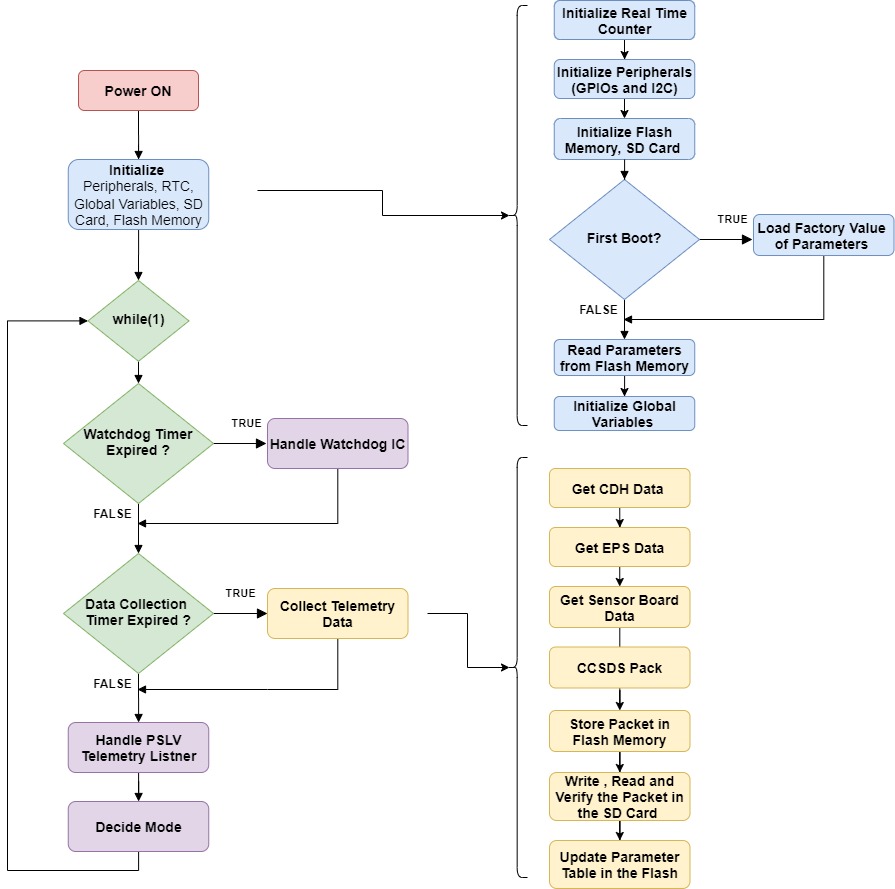 Power ON
Initialize
Peripherals, RTC,
Global Variables, SD
Card, Flash Memory
while(1)
Watchdog Timer
Expired ?
TRUE
Handle Watchdog IC
FALSE
Data Collection
Timer Expired ?
TRUE
Collect Telemetry
Data
FALSE
Handle PSLV
Telemetry Listner
Decide Mode
Initialize Real Time
Counter
Initialize Peripherals
(GPIOs and I2C)
Initialize Flash
Memory, SD Card
First Boot?
TRUE
Load Factory Value
of Parameters
FALSE
Read Parameters
from Flash Memory
Initialize Global
Variables
Get CDH Data
Get EPS Data
Get Sensor Board
Data
CCSDS Pack
Store Packet in
Flash Memory
Write , Read and
Verify the Packet in
the SD Card
Update Parameter
Table in the Flash